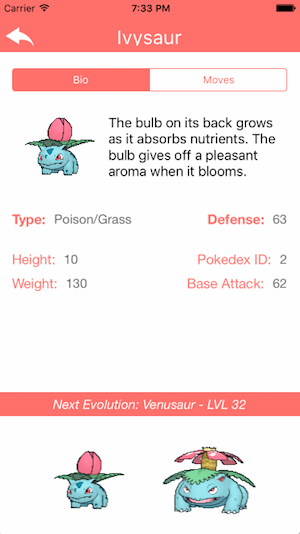 Carrier 7:33 PM
Ivysaur
Bio Moves
The bulb on its back grows
as it absorbs nutrients. The
bulb gives off a pleasant
aroma when it blooms.
Type: Poison/Grass Defense: 63
Height: 10 Pokedex ID: 2
Weight: 130 Base Attack: 62
Next Evolution: Venusaur - LVL 32